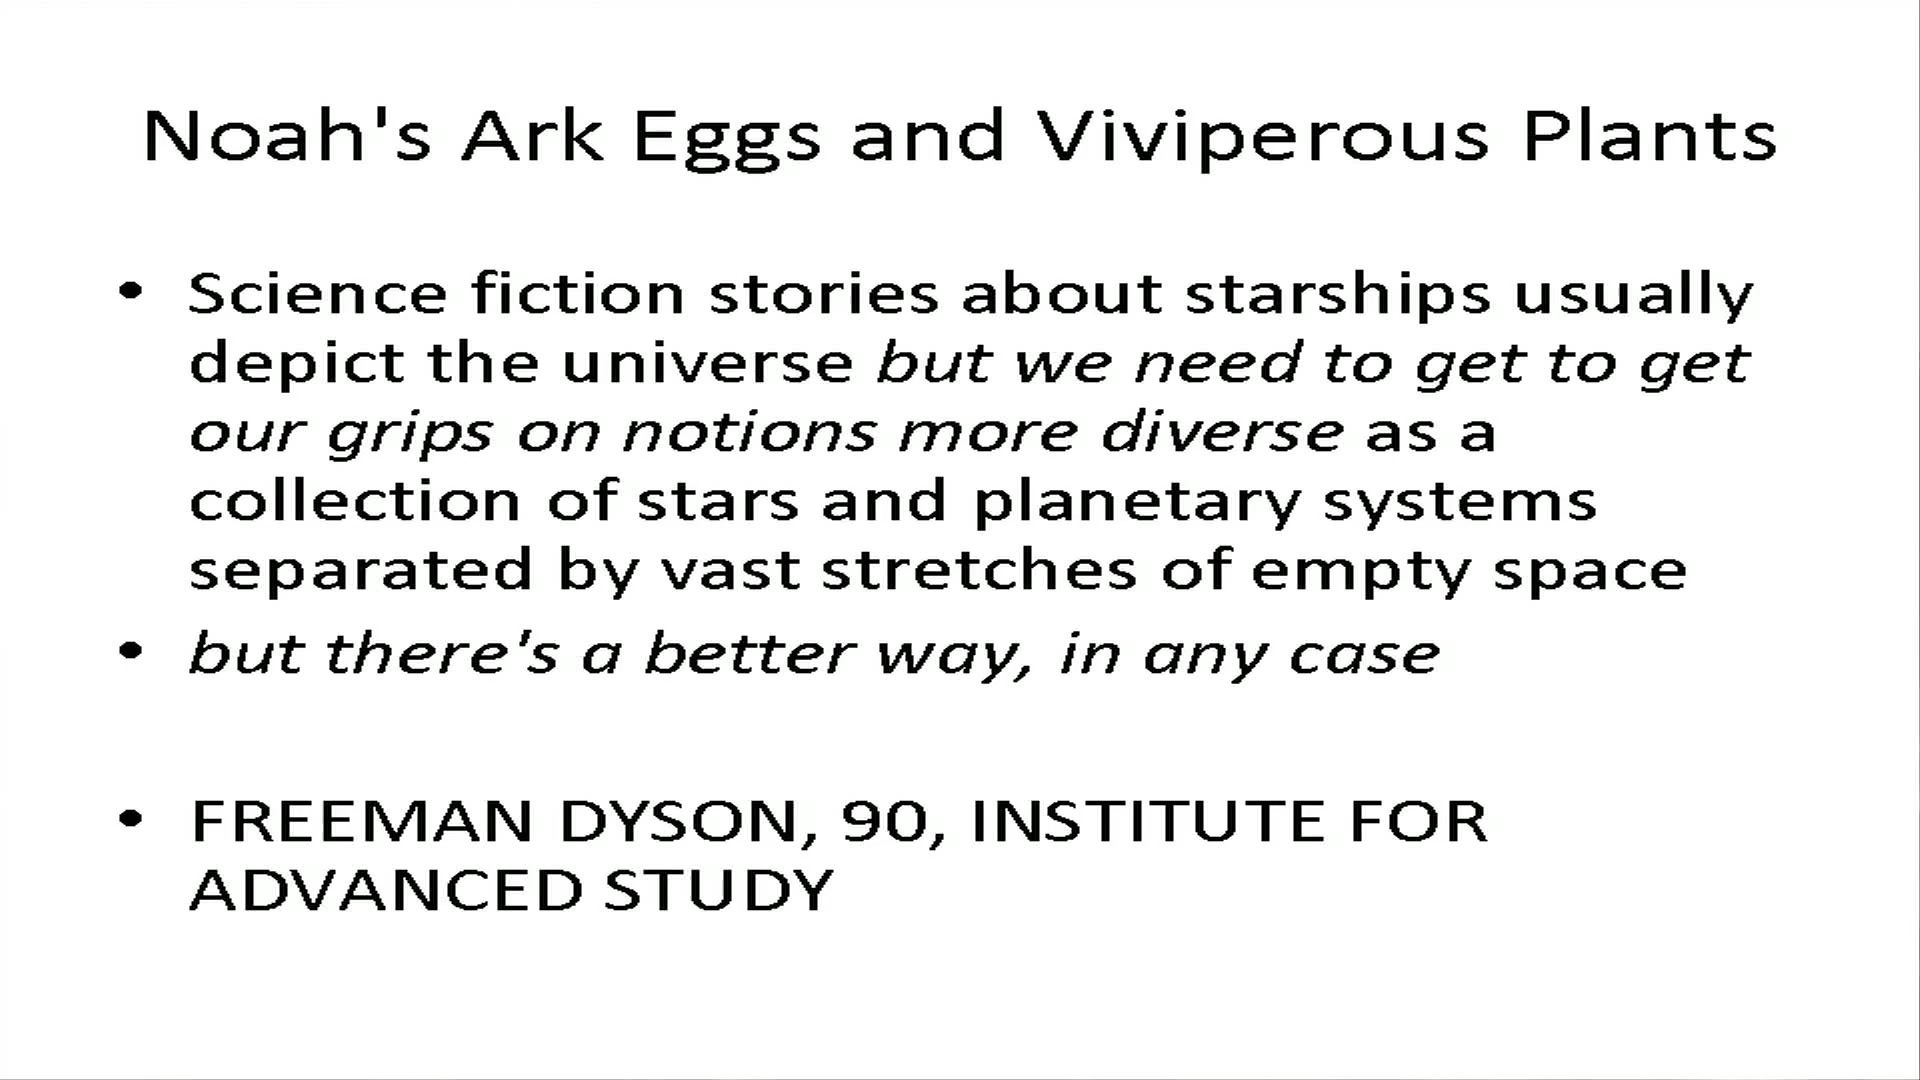 Noah's Ark Eggs and Viviperous Plants
• Science fiction stories about starships usually
depict the universe but we need to get to get
our grips on notions more diverse as a
collection of stars and planetary systems
separated by vast stretches of empty space
• but there's a better way, in any case
• FREEMAN DYSON, 90, INSTITUTE FOR
ADVANCED STUDY